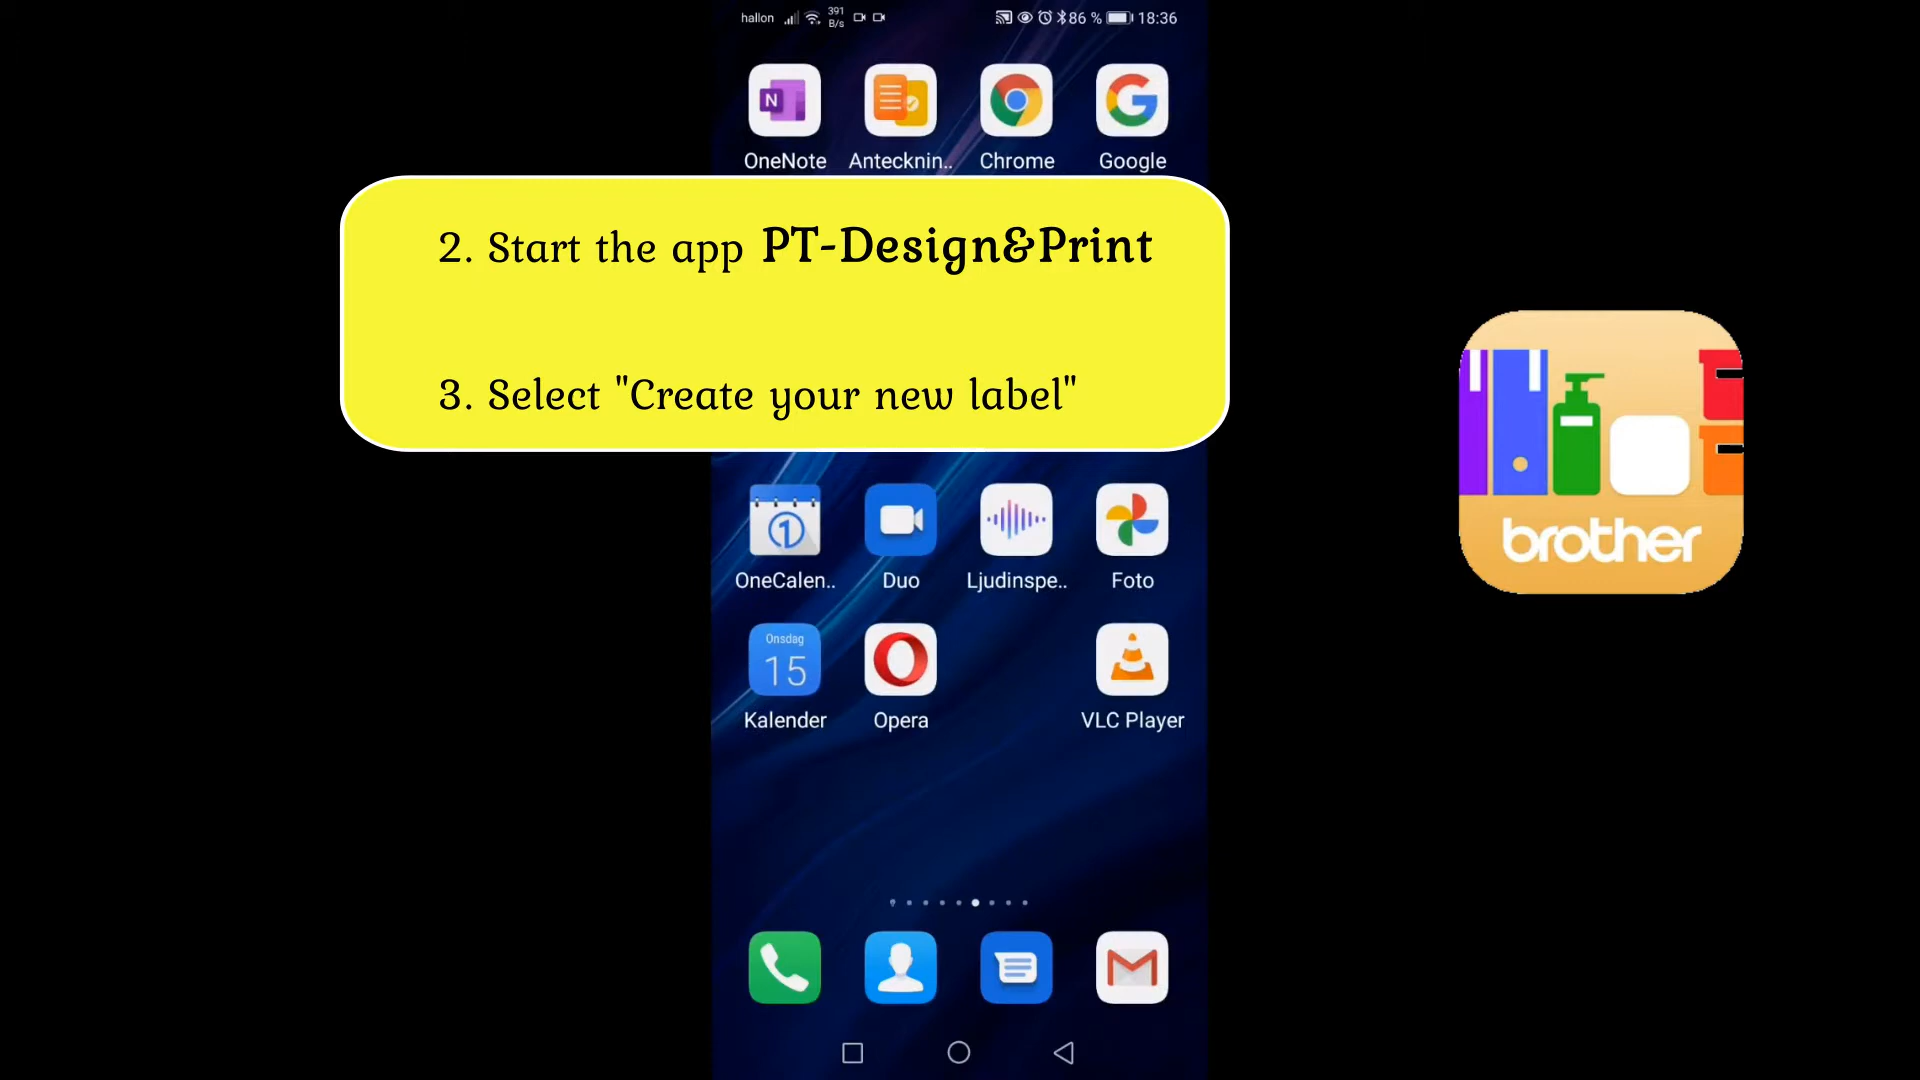 hallon 391 B/s 86 % 18:36
N
OneNote Antecknin.. Chrome Google
2. Start the app PT-Design&Print
3. Select "Create your new label"
1
OneCalen.. Duo Ljudinspe.. Foto
brother
Onsdag
15
Kalender Opera VLC Player